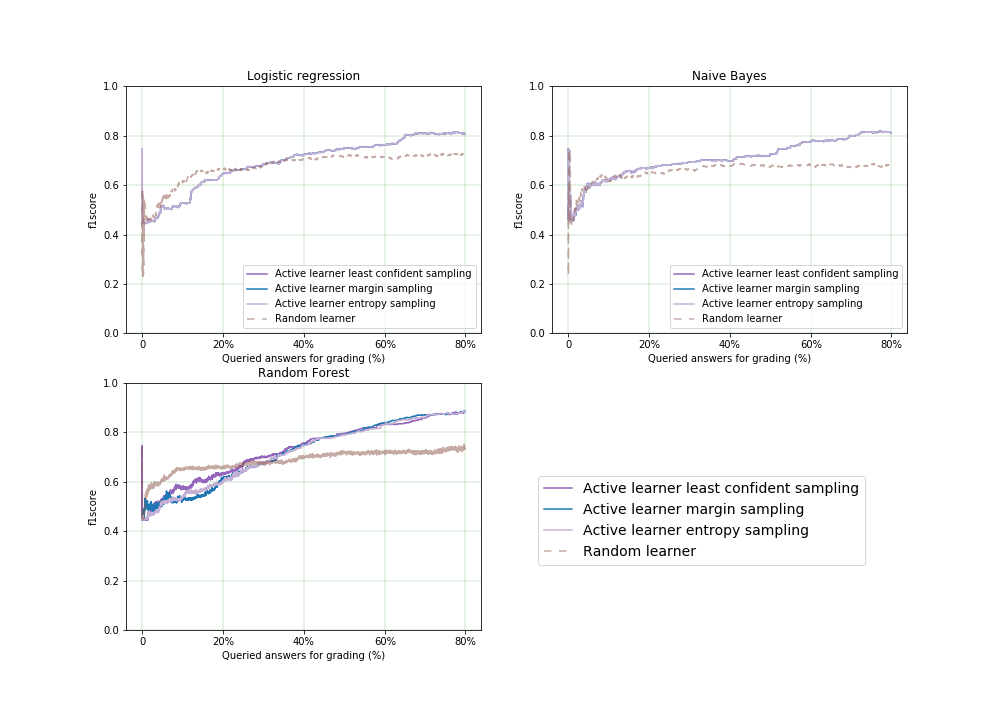 Logistic regression
1.0
0.8
0.6
0.4
0.2
0.0
f1score
Active learner least confident sampling
Active learner margin sampling
Active learner entropy sampling
Random learner
0 20% 40% 60% 80%
Queried answers for grading (%)
Naive Bayes
1.0
0.8
0.6
0.4
0.2
0.0
f1score
Active learner least confident sampling
Active learner margin sampling
Active learner entropy sampling
Random learner
0 20% 40% 60% 80%
Queried answers for grading (%)
Random Forest
1.0
0.8
0.6
0.4
0.2
0.0
f1score
0 20% 40% 60% 80%
Queried answers for grading (%)
Active learner least confident sampling
Active learner margin sampling
Active learner entropy sampling
Random learner